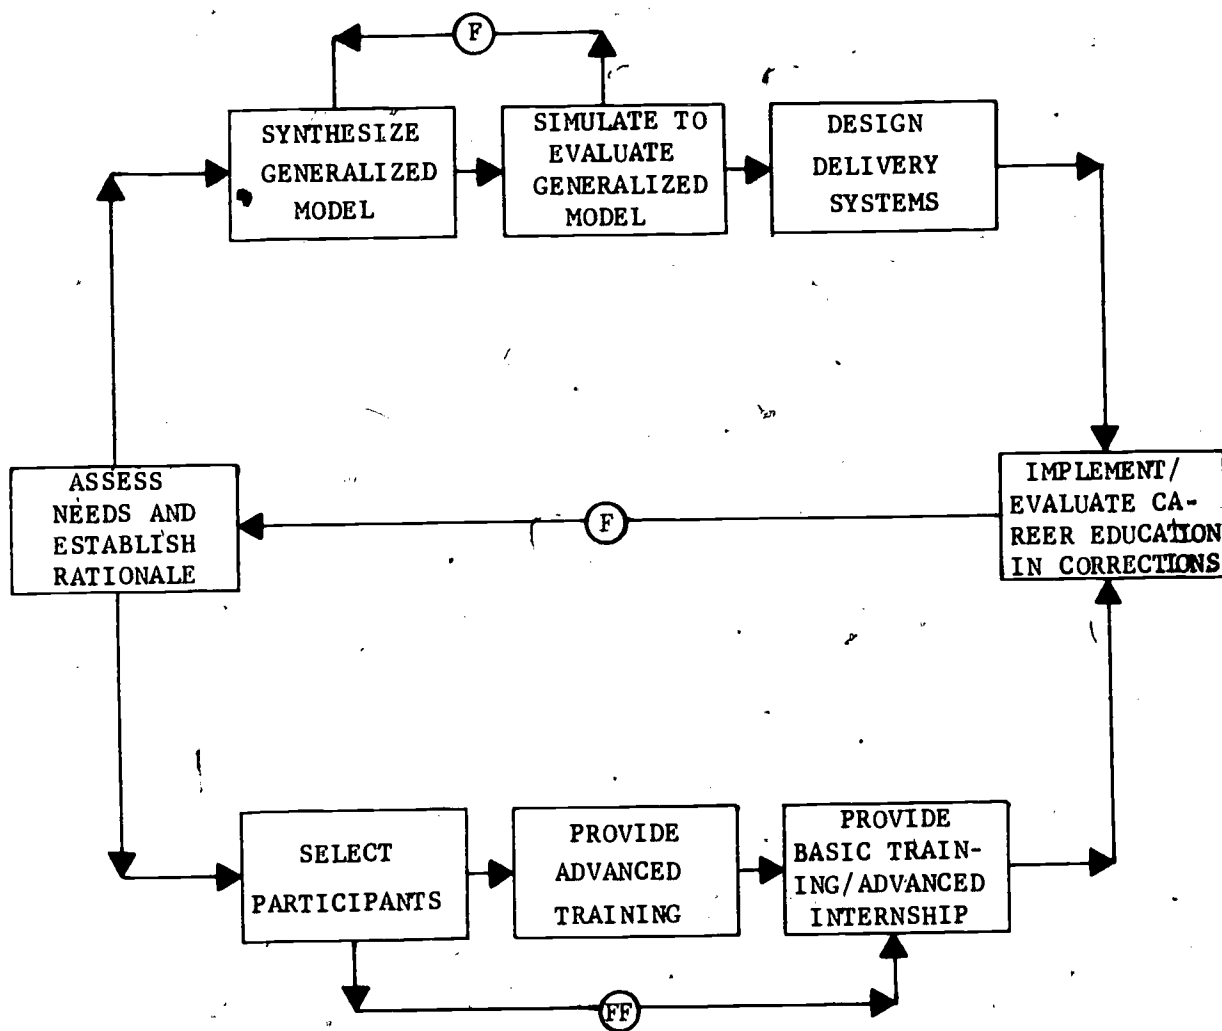 F
SYNTHESIZE
GENERALIZED
MODEL
SIMULATE TO
EVALUATE
GENERALIZED
MODEL
DESIGN
DELIVERY
SYSTEMS
ASSESS
NEEDS AND
ESTABLISH
RATIONALE
F
IMPLEMENT/
EVALUATE CA-
REER EDUCATION
IN CORRECTIONS
SELECT
PARTICIPANTS
PROVIDE
ADVANCED
TRAINING
PROVIDE
BASIC TRAIN-
ING/ADVANCED
INTERNSHIP
FF